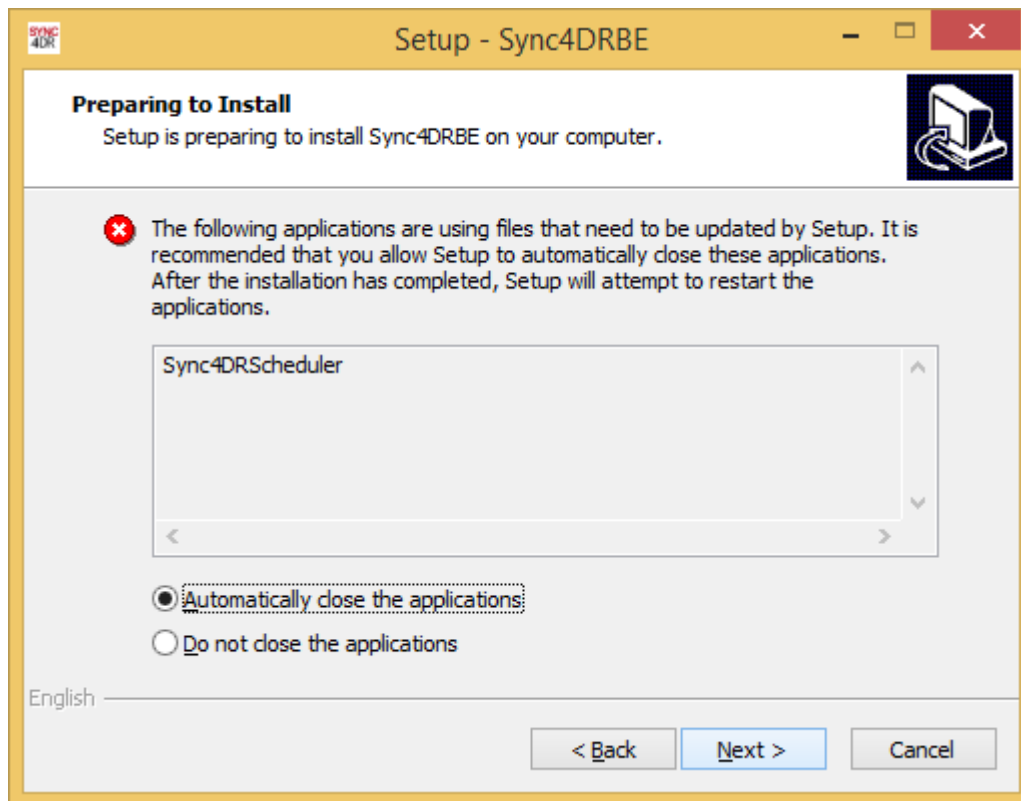 SYNC
4DR
Setup - Sync4DRBE
Preparing to Install
Setup is preparing to install Sync4DRBE on your computer.
The following applications are using files that need to be updated by Setup. It is
recommended that you allow Setup to automatically close these applications.
After the installation has completed, Setup will attempt to restart the
applications.
Sync4DRScheduler
Automatically close the applications
Do not close the applications
English
< Back
Next >
Cancel